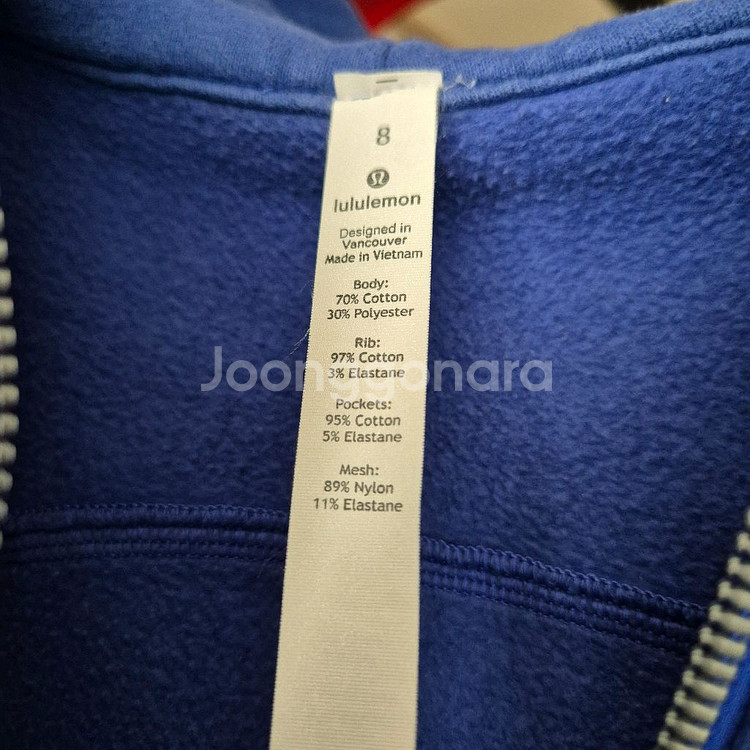 8
lululemon
Designed in
Vancouver
Made in Vietnam
Body:
70% Cotton
30% Polyester
Rib:
97% Cotton
3% Elastane
Joonggonara
Pockets:
95% Cotton
5% Elastane
Mesh:
89% Nylon
11% Elastane